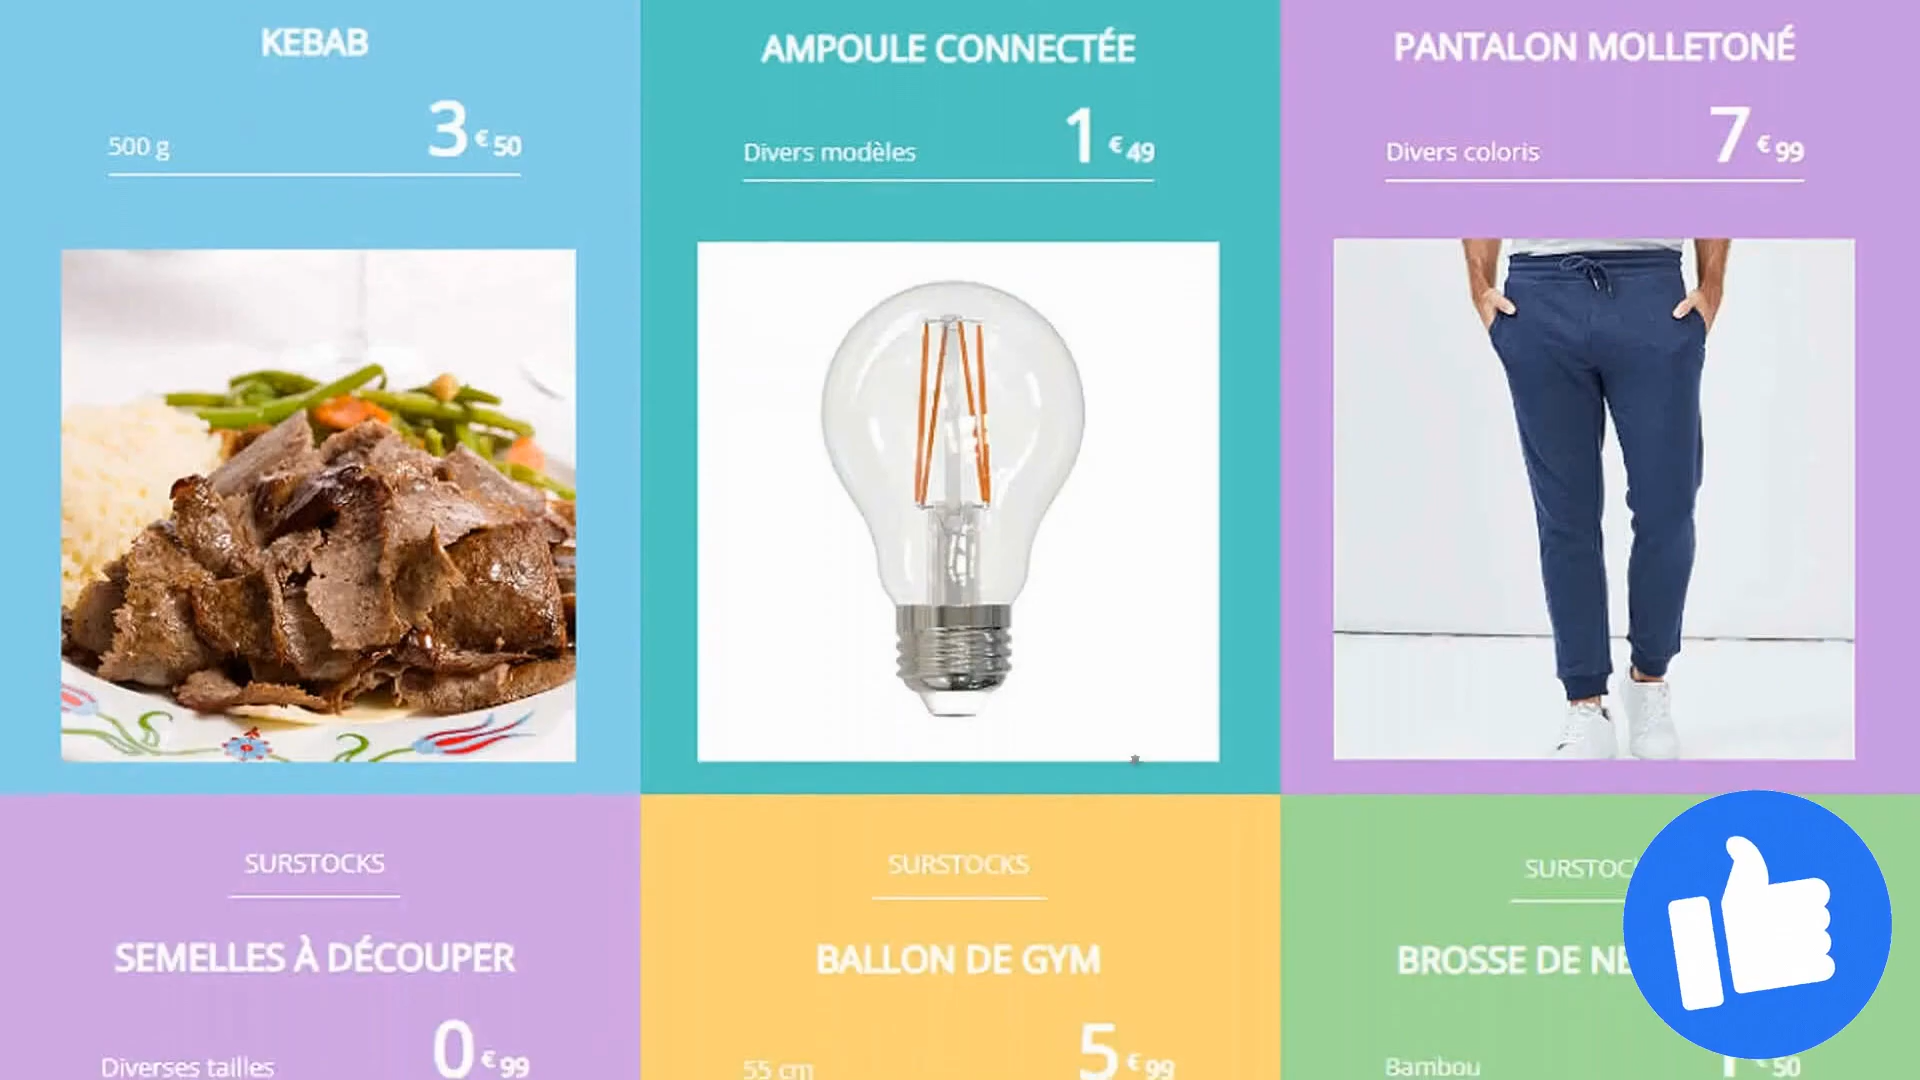 KEBAB
500 g
3 € 50
AMPOULE CONNECTÉE
Divers modèles
1 € 49
PANTALON MOLLETONÉ
Divers coloris
7 € 99
SURSTOCKS
SEMELLES À DÉCOUPER
Diverses tailles
0 € 99
SURSTOCKS
BALLON DE GYM
55 cm
5 € 99
BROSSE DE
Bambou
€ 50